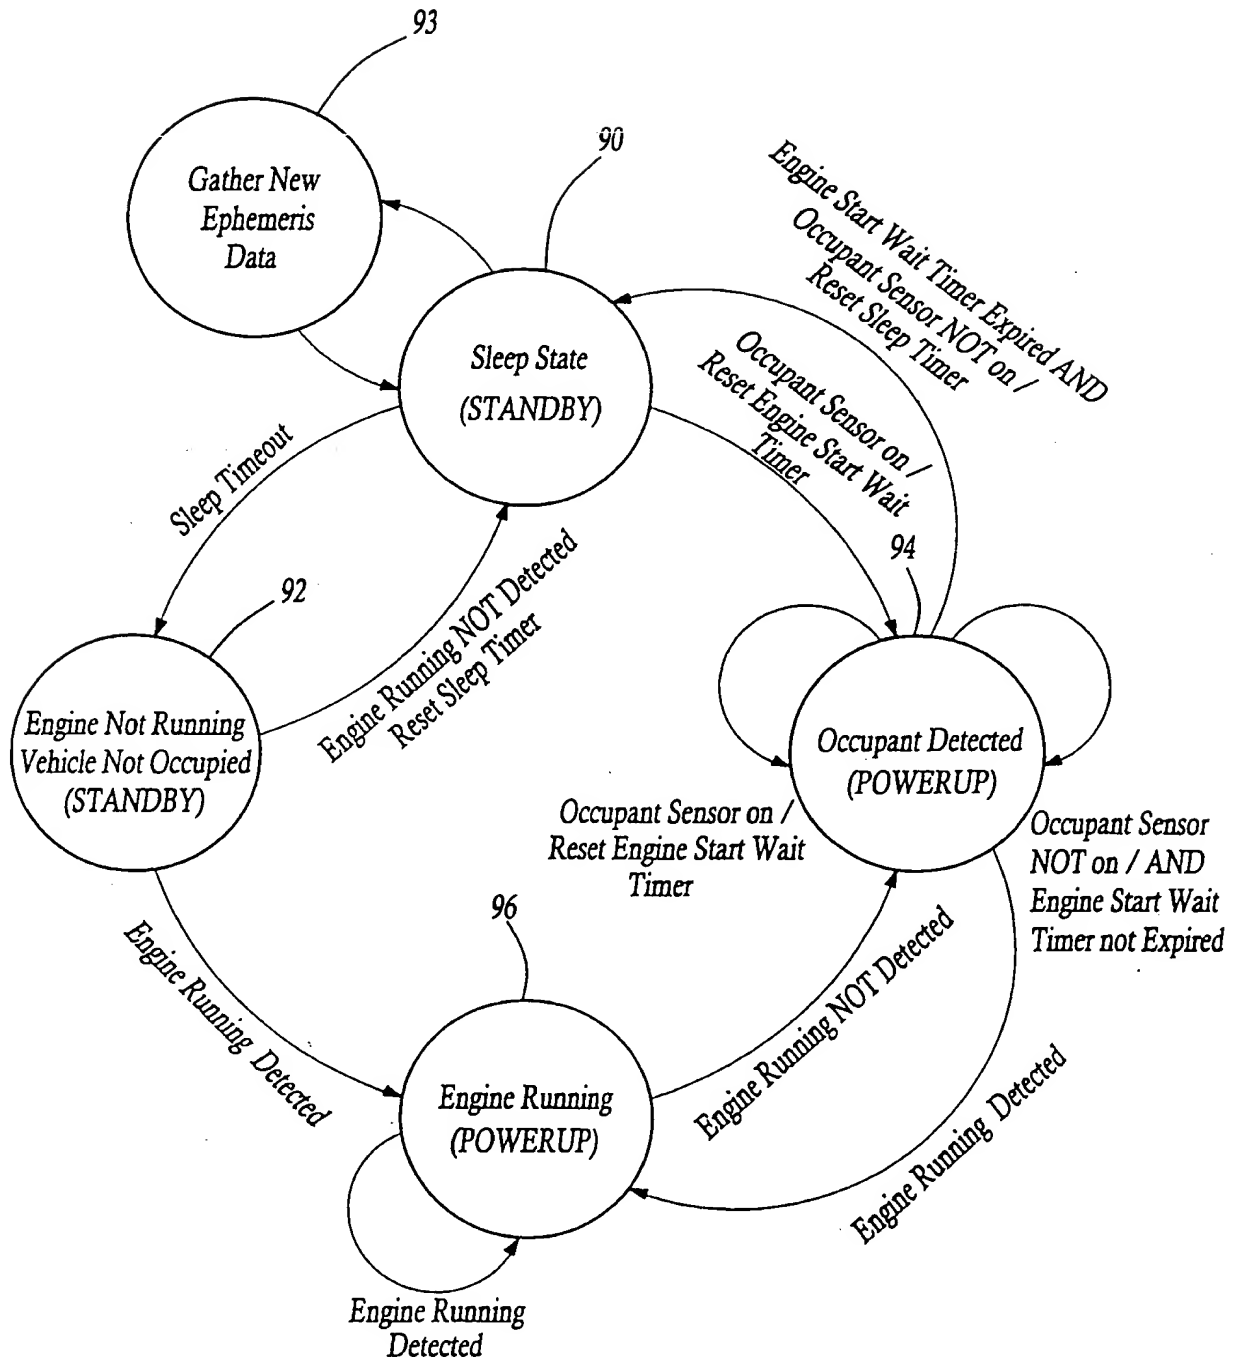 93
90
Gather New
Ephemeris
Data
Engine Start Wait Timer Expired AND
Occupant Sensor NOT on /
Reset Sleep Timer
Sleep State
(STANDBY)
Occupant Sensor on /
Reset Engine Start Wait
Timer
Sleep Timeout
94
92
Engine Running NOT Detected
Reset Sleep Timer
Engine Not Running
Vehicle Not Occupied
(STANDBY)
Occupant Detected
(POWERUP)
Occupant Sensor on /
Reset Engine Start Wait
Timer
Occupant Sensor
NOT on / AND
Engine Start Wait
Timer not Expired
96
Engine Running Detected
Engine Running NOT Detected
Engine Running Detected
Engine Running
(POWERUP)
Engine Running
Detected